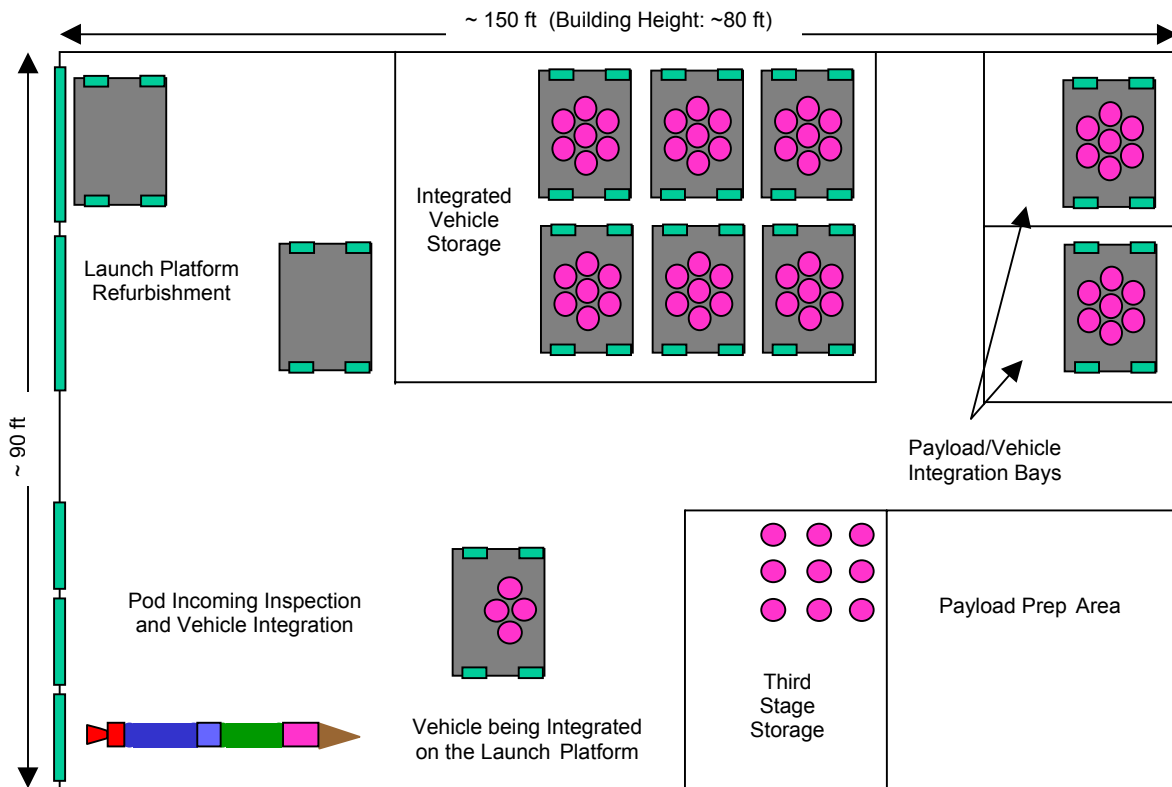 ~ 150 ft  (Building Height: ~80 ft)
Integrated
Vehicle
Storage
Launch Platform
Refurbishment
~ 90 ft
Payload/Vehicle
Integration Bays
Pod Incoming Inspection
and Vehicle Integration
Payload Prep Area
Third
Stage
Storage
Vehicle being Integrated
on the Launch Platform